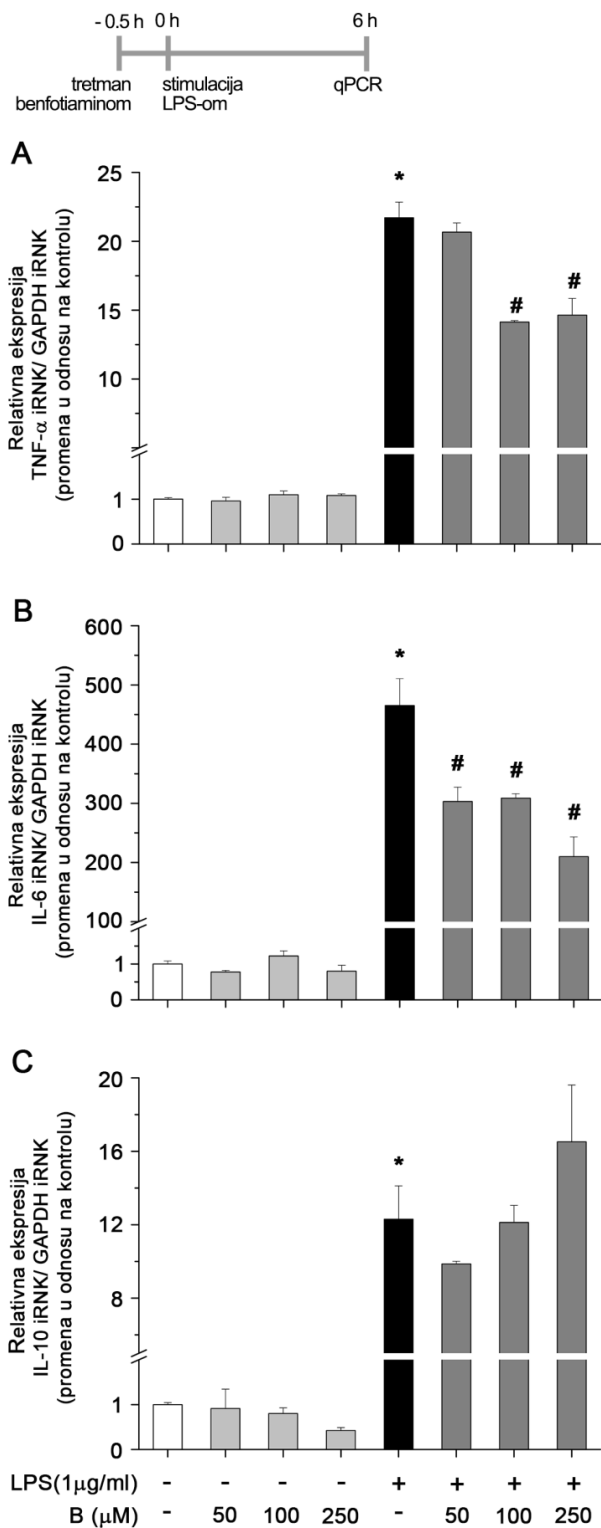 - 0.5 h 0 h 6 h
tretman stimulacija qPCR
benfotiaminom LPS-om
A
Relativna ekspresija
TNF-α iRNK/ GAPDH iRNK
(promena u odnosu na kontrolu)
25
20
15
10
1
0
*
#
#
B
Relativna ekspresija
IL-6 iRNK/ GAPDH iRNK
(promena u odnosu na kontrolu)
600
500
400
300
200
100
1
0
*
#
#
#
C
Relativna ekspresija
IL-10 iRNK/ GAPDH iRNK
(promena u odnosu na kontrolu)
20
16
12
8
1
0
*
LPS(1μg/ml) - - - - + + + +
B (μM) - 50 100 250 - 50 100 250